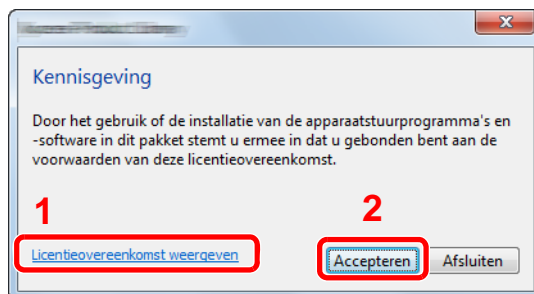 x
Kennisgeving
Door het gebruik of de installatie van de apparaatstuurprogramma's en
-software in dit pakket stemt u ermee in dat u gebonden bent aan de
voorwaarden van deze licentieovereenkomst.
1
2
Licentieovereenkomst weergeven
Accepteren
Afsluiten